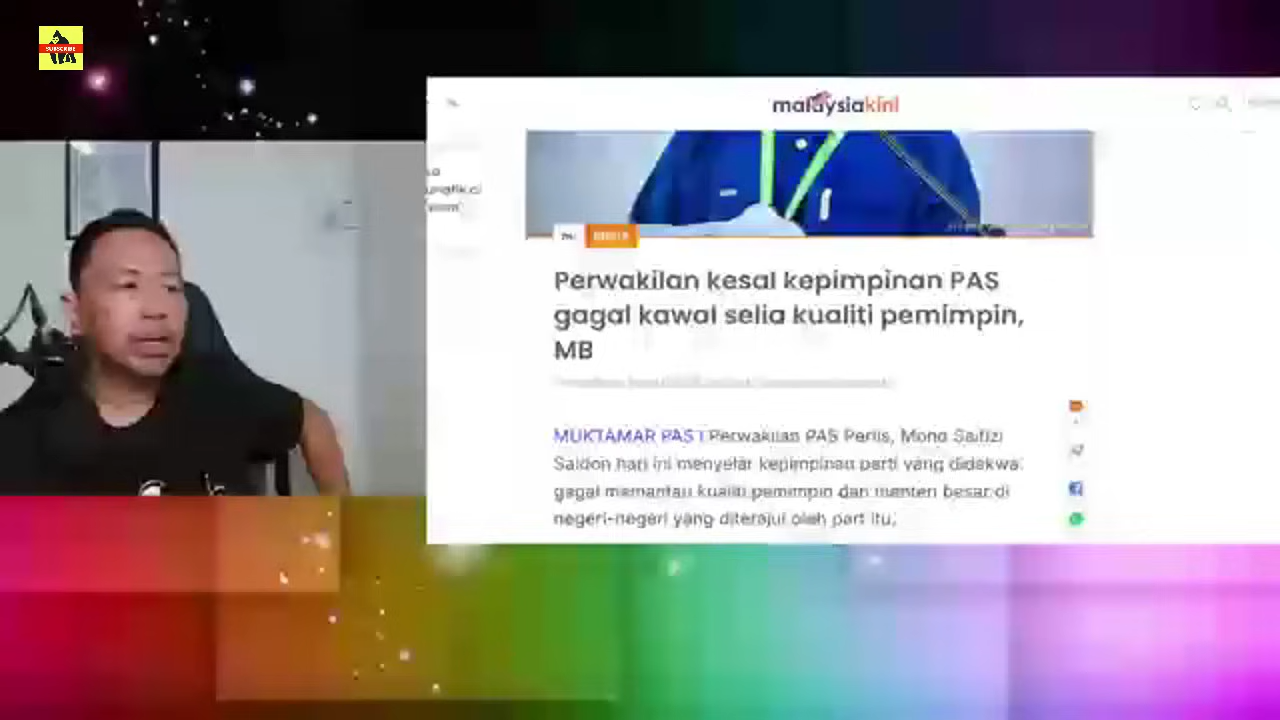 SUBSCRIBE
malaysiakini
BERITA
Perwakilan kesal kepimpinan PAS
gagal kawal selia kualiti pemimpin,
MB
MUKTAMAR PAS | Perwakilan PAS Perlis, Mohd Saifizi
Saidon hari ini menyelar kepimpinan parti yang didakwa
gagal memantau kualiti pemimpin dan menteri besar di
negeri-negeri yang diterajui oleh parti itu.